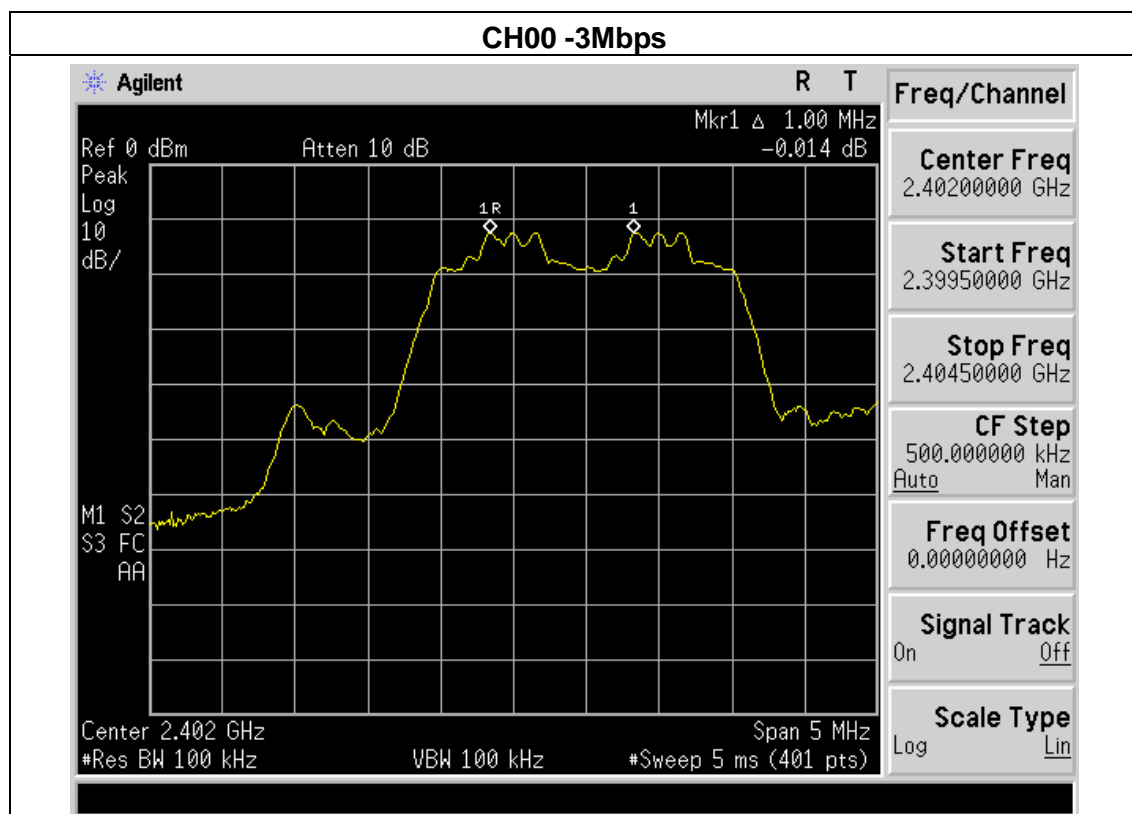 CH00 -3Mbps
Agilent R T
Mkr1 Δ 1.00 MHz
Ref 0 dBm Atten 10 dB -0.014 dB
Peak
Log
10
dB/
1R 1
M1 S2
S3 FC
AA
Center 2.402 GHz Span 5 MHz
#Res BW 100 kHz VBW 100 kHz #Sweep 5 ms (401 pts)
Freq/Channel
Center Freq
2.40200000 GHz
Start Freq
2.39950000 GHz
Stop Freq
2.40450000 GHz
CF Step
500.000000 kHz
Auto Man
Freq Offset
0.00000000 Hz
Signal Track
On Off
Scale Type
Log Lin